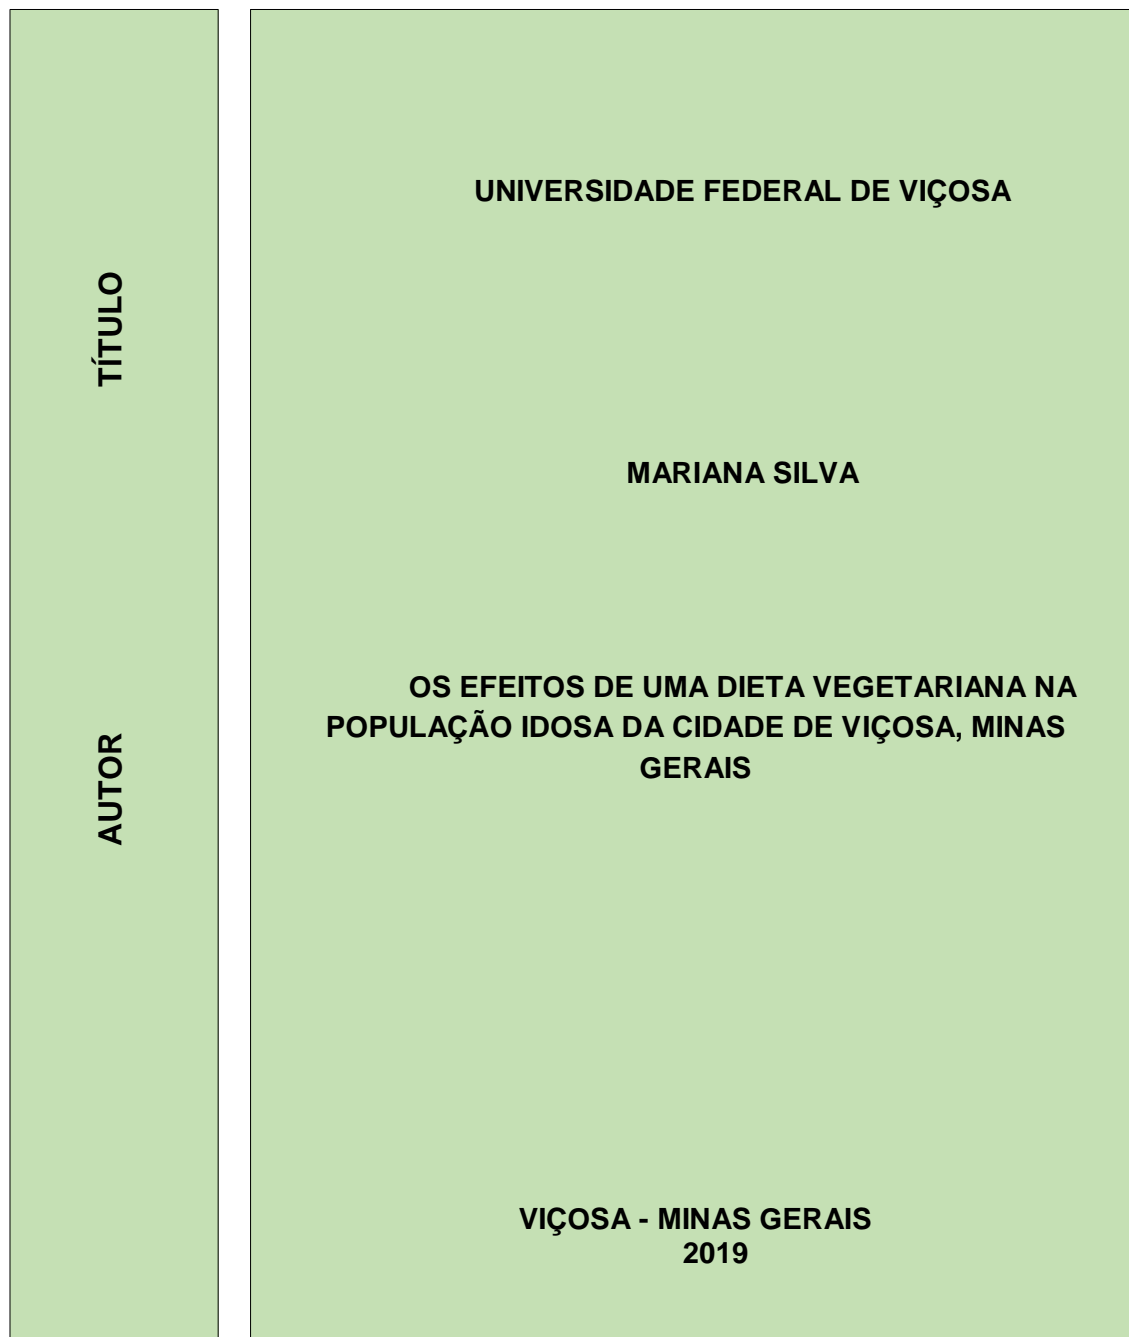 TÍTULO
AUTOR
UNIVERSIDADE FEDERAL DE VIÇOSA
MARIANA SILVA
OS EFEITOS DE UMA DIETA VEGETARIANA NA
POPULAÇÃO IDOSA DA CIDADE DE VIÇOSA, MINAS
GERAIS
VIÇOSA - MINAS GERAIS
2019